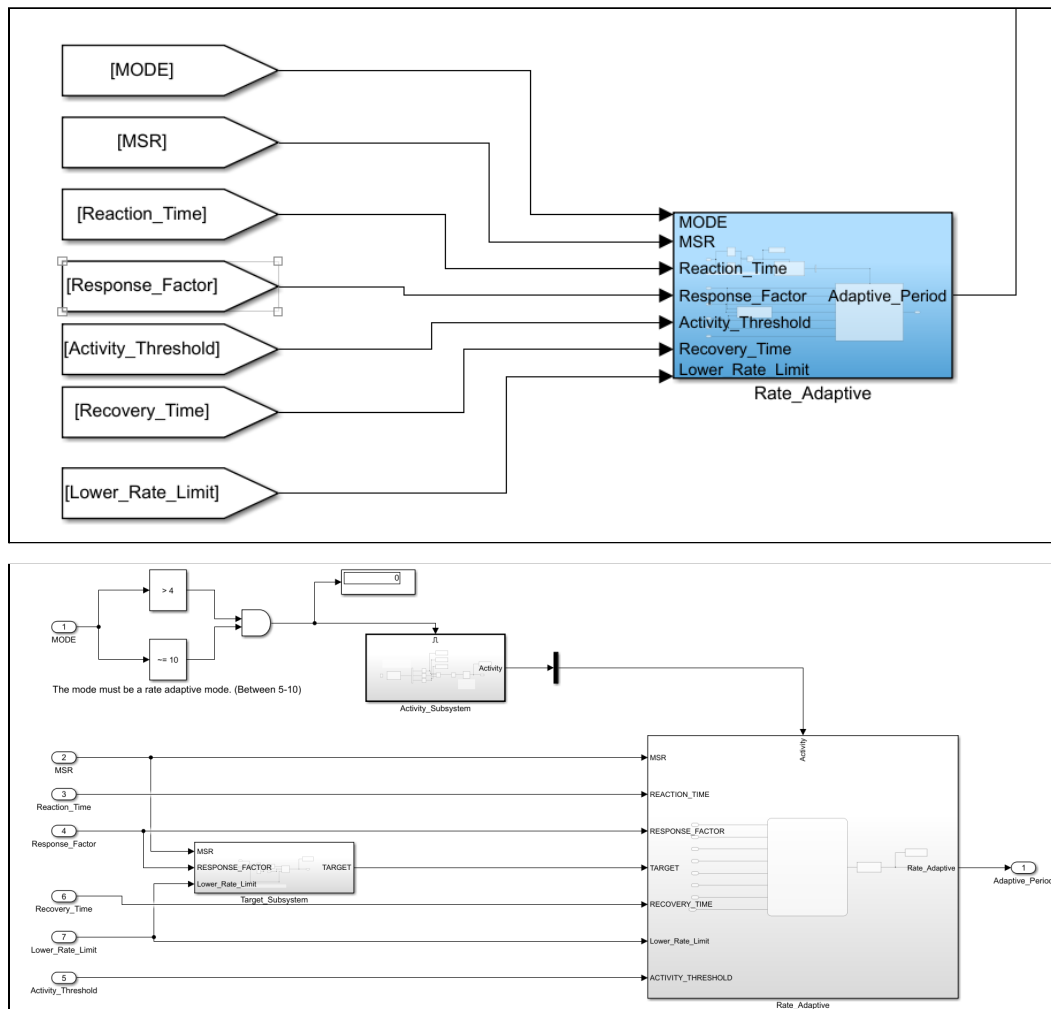 [MODE]
[MSR]
[Reaction_Time]
[Response_Factor]
[Activity_Threshold]
[Recovery_Time]
[Lower_Rate_Limit]
MODE
MSR
Reaction_Time
Response_Factor
Activity_Threshold
Recovery_Time
Lower_Rate_Limit
Adaptive_Period
Rate_Adaptive
1
MODE
> 4
~= 10
0
The mode must be a rate adaptive mode. (Between 5-10)
Activity
Activity_Subsystem
2
MSR
3
Reaction_Time
4
Response_Factor
6
Recovery_Time
7
Lower_Rate_Limit
5
Activity_Threshold
MSR
RESPONSE_FACTOR
Lower_Rate_Limit
TARGET
Target_Subsystem
Activity
MSR
REACTION_TIME
RESPONSE_FACTOR
TARGET
RECOVERY_TIME
Lower_Rate_Limit
ACTIVITY_THRESHOLD
Rate_Adaptive
Rate_Adaptive
1
Adaptive_Period